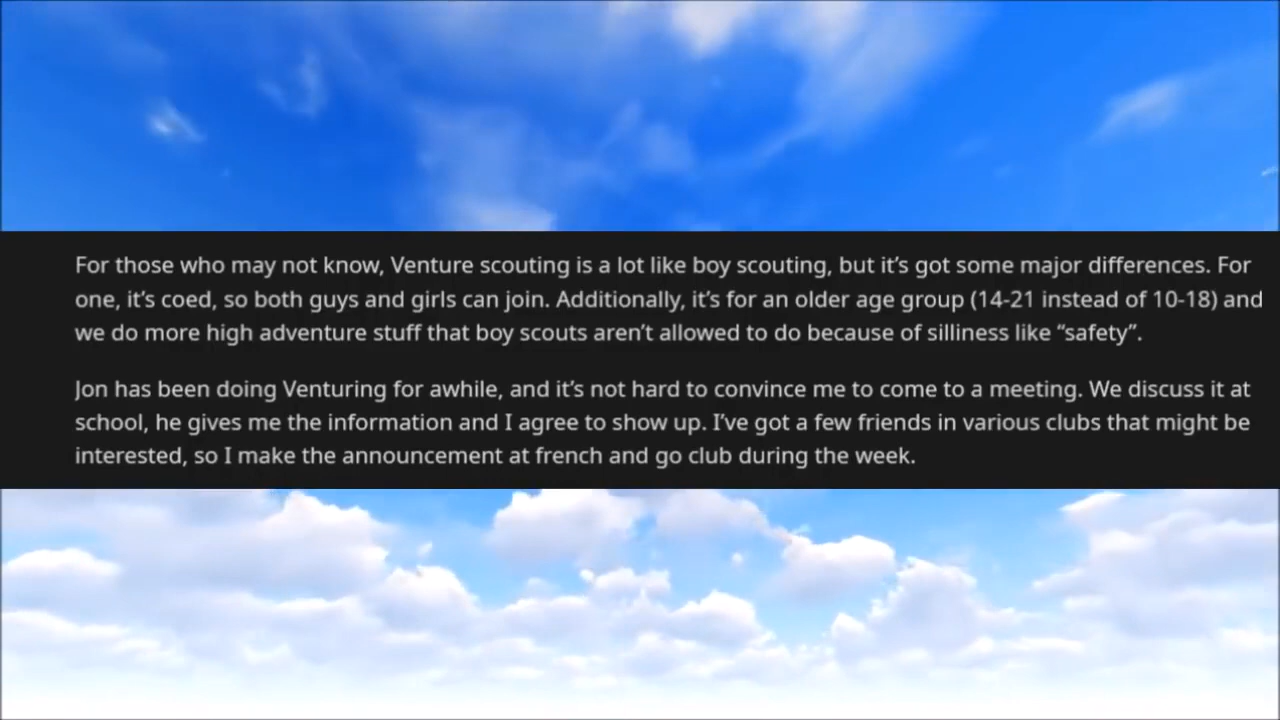 For those who may not know, Venture scouting is a lot like boy scouting, but it’s got some major differences. For
one, it’s coed, so both guys and girls can join. Additionally, it’s for an older age group (14-21 instead of 10-18) and
we do more high adventure stuff that boy scouts aren’t allowed to do because of silliness like “safety”.
Jon has been doing Venturing for awhile, and it’s not hard to convince me to come to a meeting. We discuss it at
school, he gives me the information and I agree to show up. I’ve got a few friends in various clubs that might be
interested, so I make the announcement at french and go club during the week.